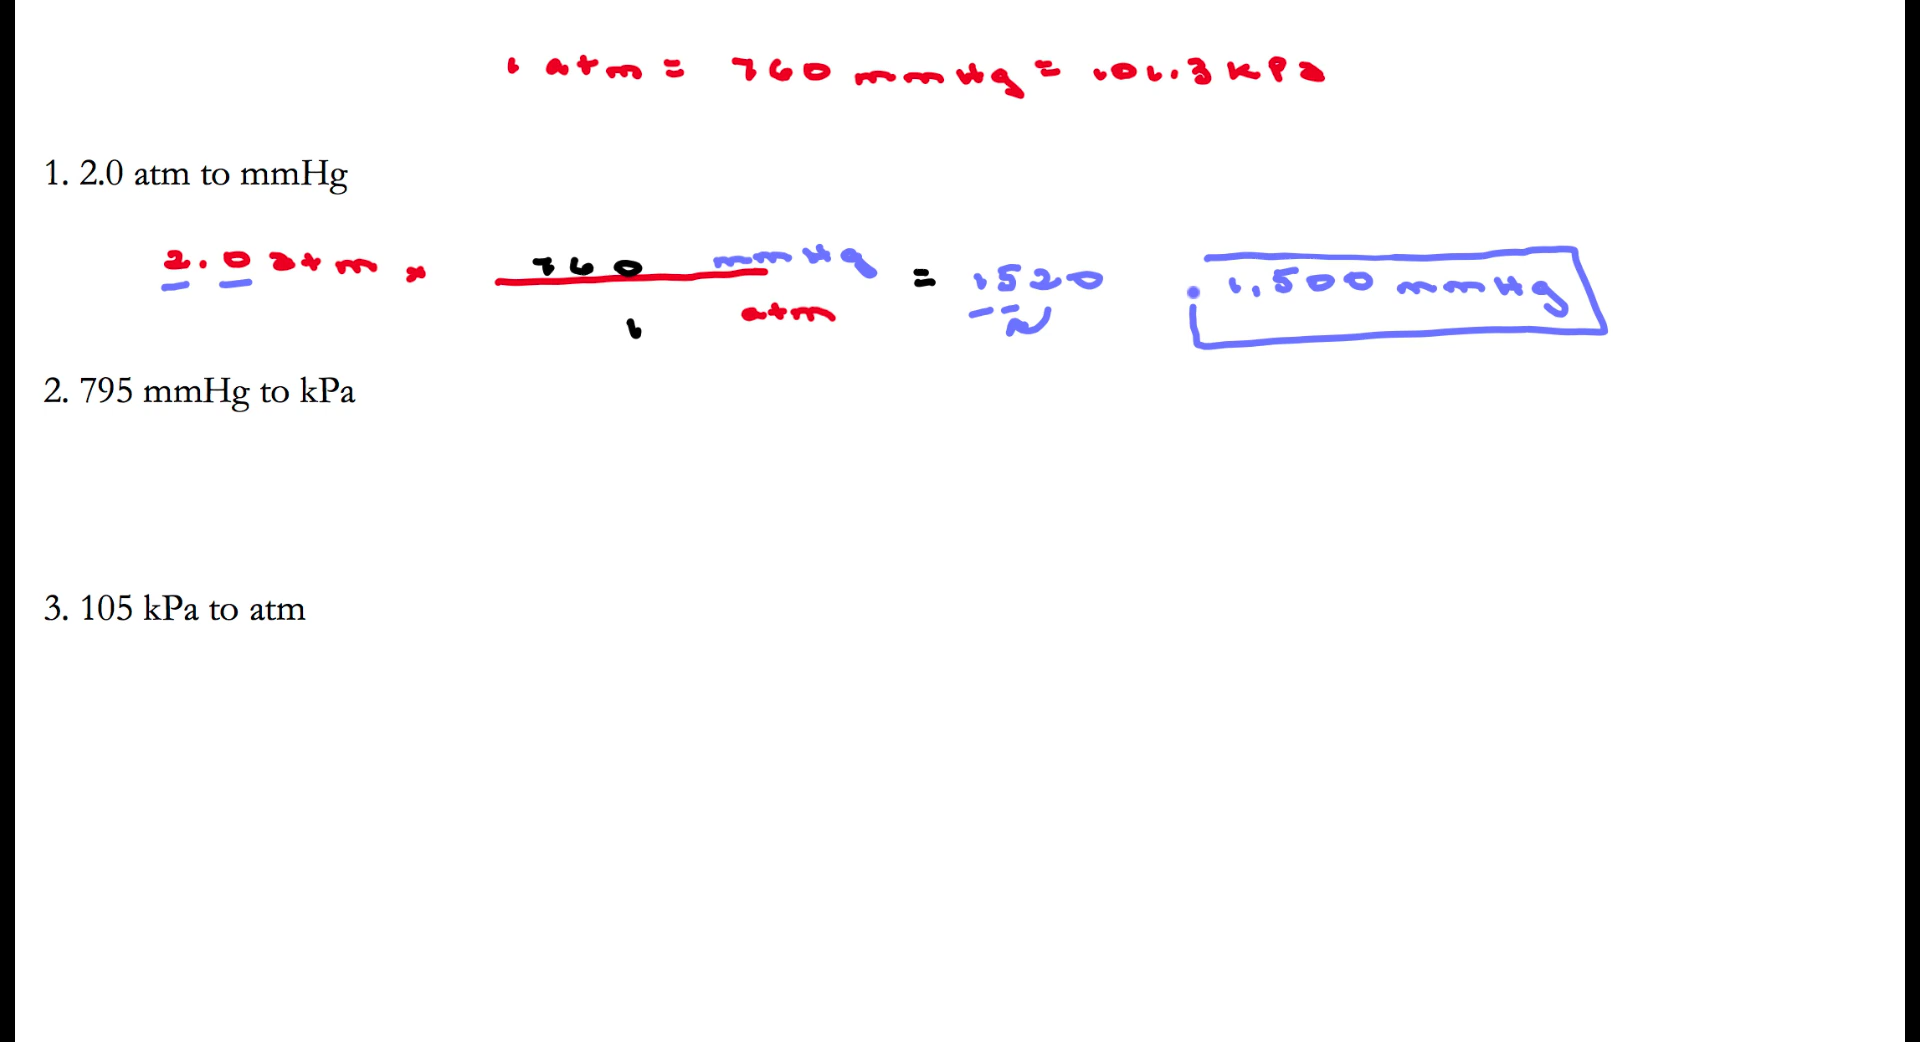 1 atm = 760 mmHg = 101.3 kPa
1. 2.0 atm to mmHg
2.0 atm x 760 mmHg = 1520 1,500 mmHg
1 atm
2. 795 mmHg to kPa
3. 105 kPa to atm